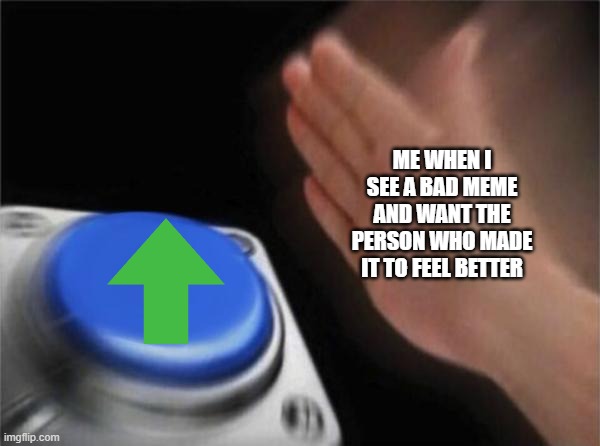 ME WHEN I
SEE A BAD MEME
AND WANT THE
PERSON WHO MADE
IT TO FEEL BETTER
imgflip.com